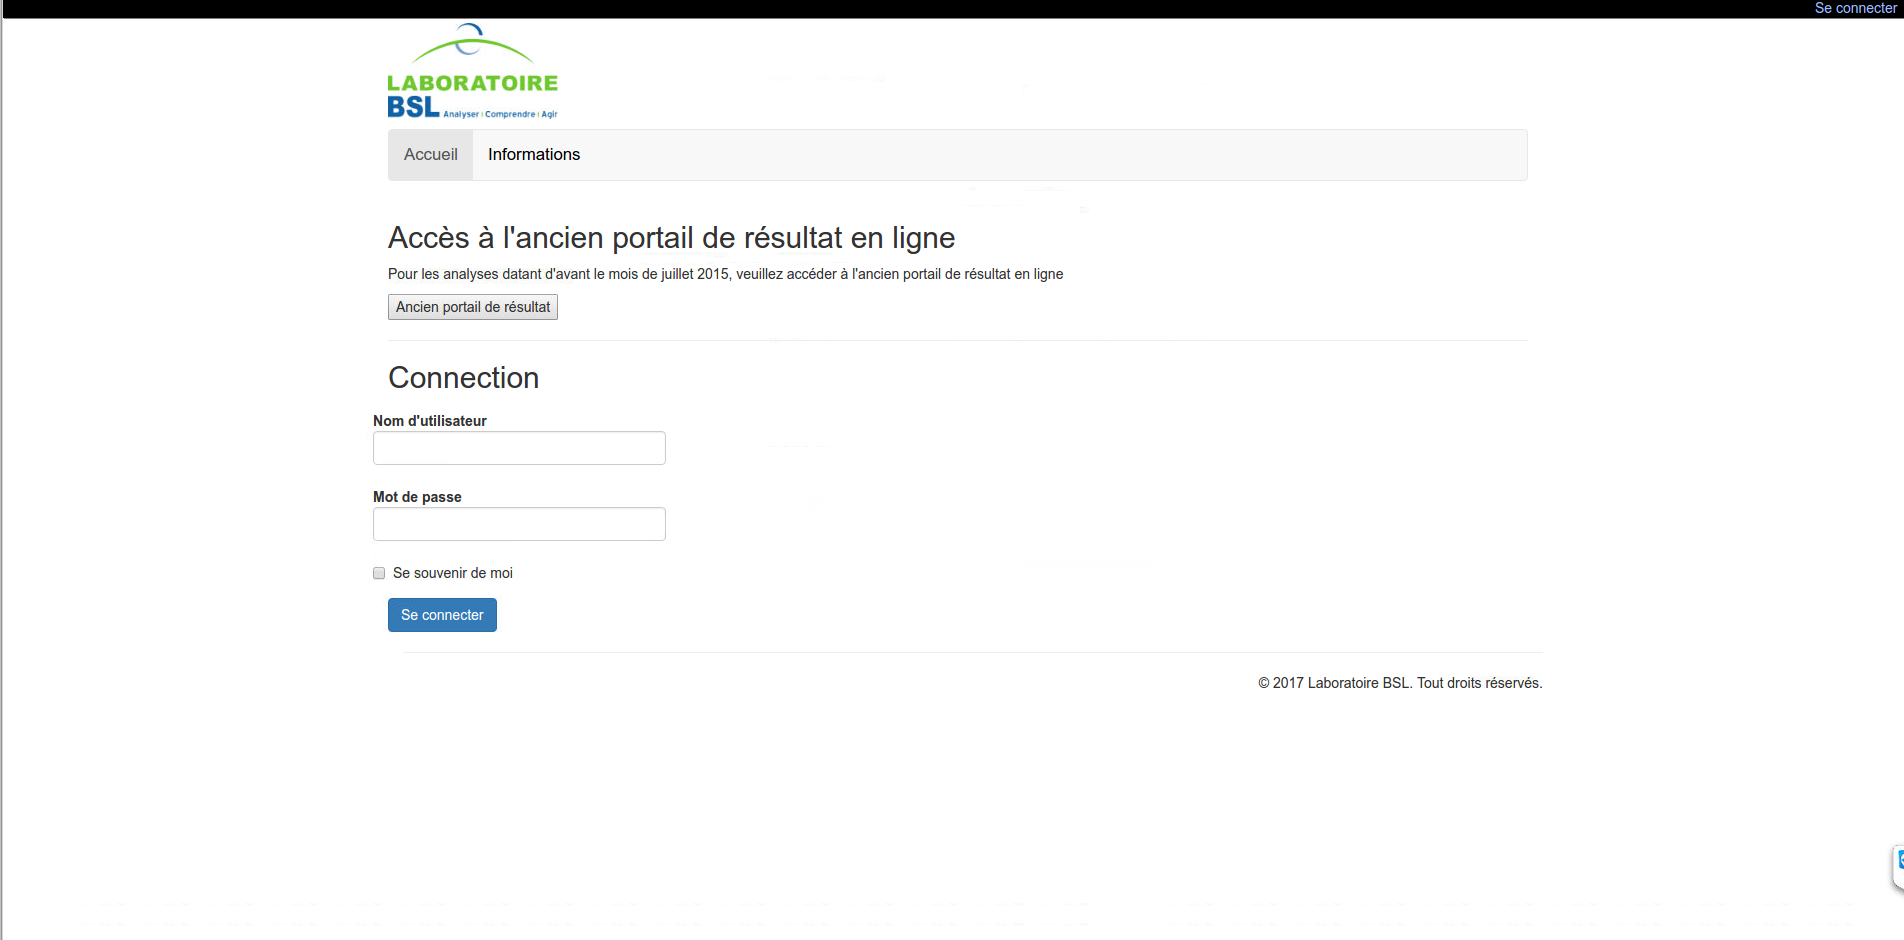 Se connecter
LABORATOIRE
BSL Analyser | Comprendre | Agir
Accueil Informations
Accès à l'ancien portail de résultat en ligne
Pour les analyses datant d'avant le mois de juillet 2015, veuillez accéder à l'ancien portail de résultat en ligne
Ancien portail de résultat
Connection
Nom d'utilisateur
Mot de passe
Se souvenir de moi
Se connecter
© 2017 Laboratoire BSL. Tout droits réservés.